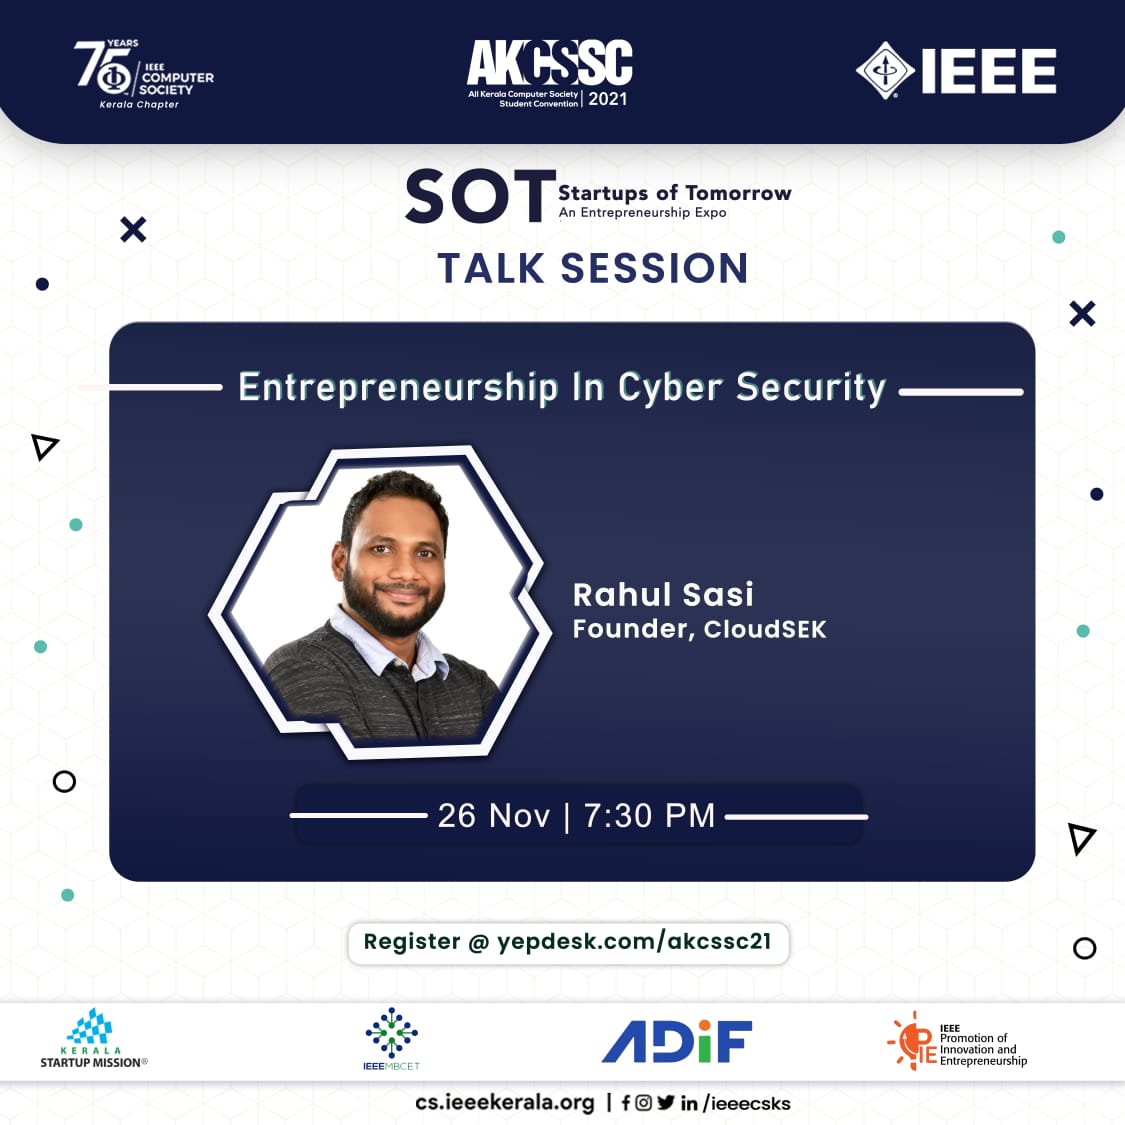 75 YEARS
IEEE
COMPUTER
SOCIETY
Kerala Chapter
AKCSSC
All Kerala Computer Society
Student Convention | 2021
IEEE
SOT Startups of Tomorrow
An Entrepreneurship Expo
TALK SESSION
Entrepreneurship In Cyber Security
Rahul Sasi
Founder, CloudSEK
26 Nov | 7:30 PM
Register @ yepdesk.com/akcssc21
KERALA
STARTUP MISSION®
IEEEMBCET
ADiF
PIE
IEEE
Promotion of
Innovation and
Entrepreneurship
cs.ieeekerala.org | /ieeecsks